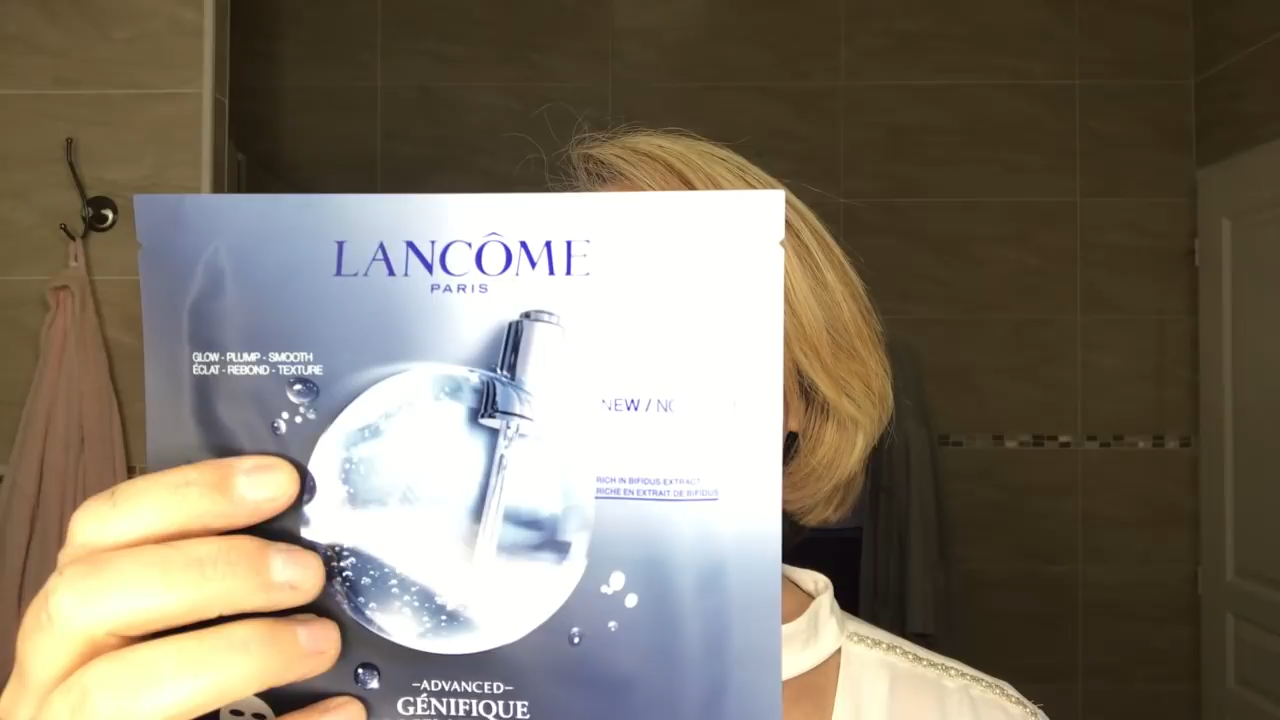 LANCÔME
PARIS
GLOW - PLUMP - SMOOTH
ÉCLAT - REBOND - TEXTURE
NEW /
RICH IN BIFIDUS EXTRACT
RICHE EN EXTRAIT DE BIFIDUS
-ADVANCED-
GÉNIFIQUE